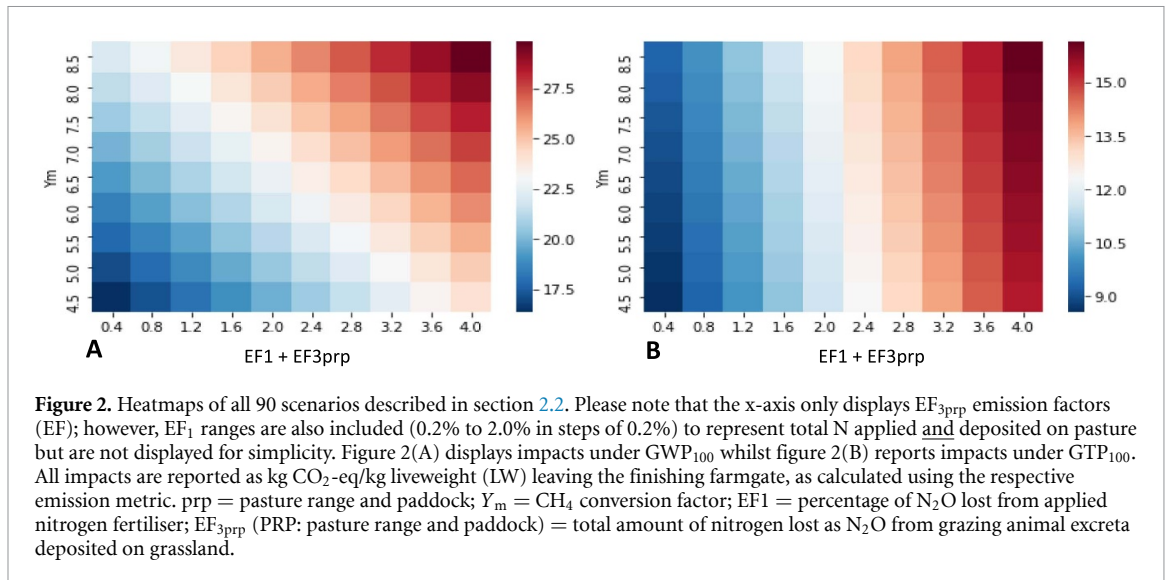 8.5
8.0
7.5
7.0
6.5
6.0
5.5
5.0
4.5
Ym
0.4 0.8 1.2 1.6 2.0 2.4 2.8 3.2 3.6 4.0
A
EF1 + EF3prp
27.5
25.0
22.5
20.0
17.5
8.5
8.0
7.5
7.0
6.5
6.0
5.5
5.0
4.5
Ym
0.4 0.8 1.2 1.6 2.0 2.4 2.8 3.2 3.6 4.0
B
EF1 + EF3prp
15.0
13.5
12.0
10.5
9.0
Figure 2. Heatmaps of all 90 scenarios described in section 2.2. Please note that the x-axis only displays EF3prp emission factors
(EF); however, EF1 ranges are also included (0.2% to 2.0% in steps of 0.2%) to represent total N applied and deposited on pasture
but are not displayed for simplicity. Figure 2(A) displays impacts under GWP100 whilst figure 2(B) reports impacts under GTP100.
All impacts are reported as kg CO2-eq/kg liveweight (LW) leaving the finishing farmgate, as calculated using the respective
emission metric. prp = pasture range and paddock; Ym = CH4 conversion factor; EF1 = percentage of N2O lost from applied
nitrogen fertiliser; EF3prp (PRP: pasture range and paddock) = total amount of nitrogen lost as N2O from grazing animal excreta
deposited on grassland.